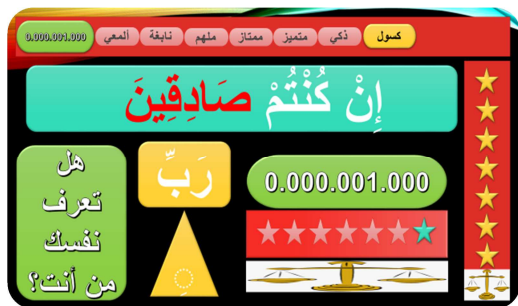 كسول ذكي متميز ممتاز ملهم نابغة ألمعي 0.000.001.000
إِنْ كُنْتُمْ صَادِقِينَ
هل
تعرف
نفسك
من أنت؟
رَبِّ
0.000.001.000